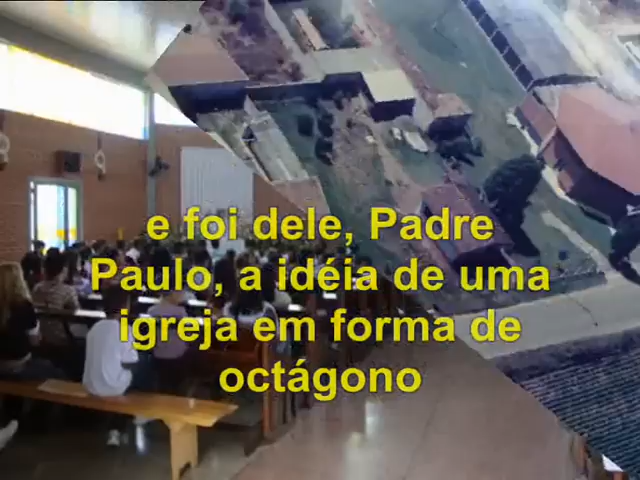 e foi dele, Padre
Paulo, a idéia de uma
igreja em forma de
octágono